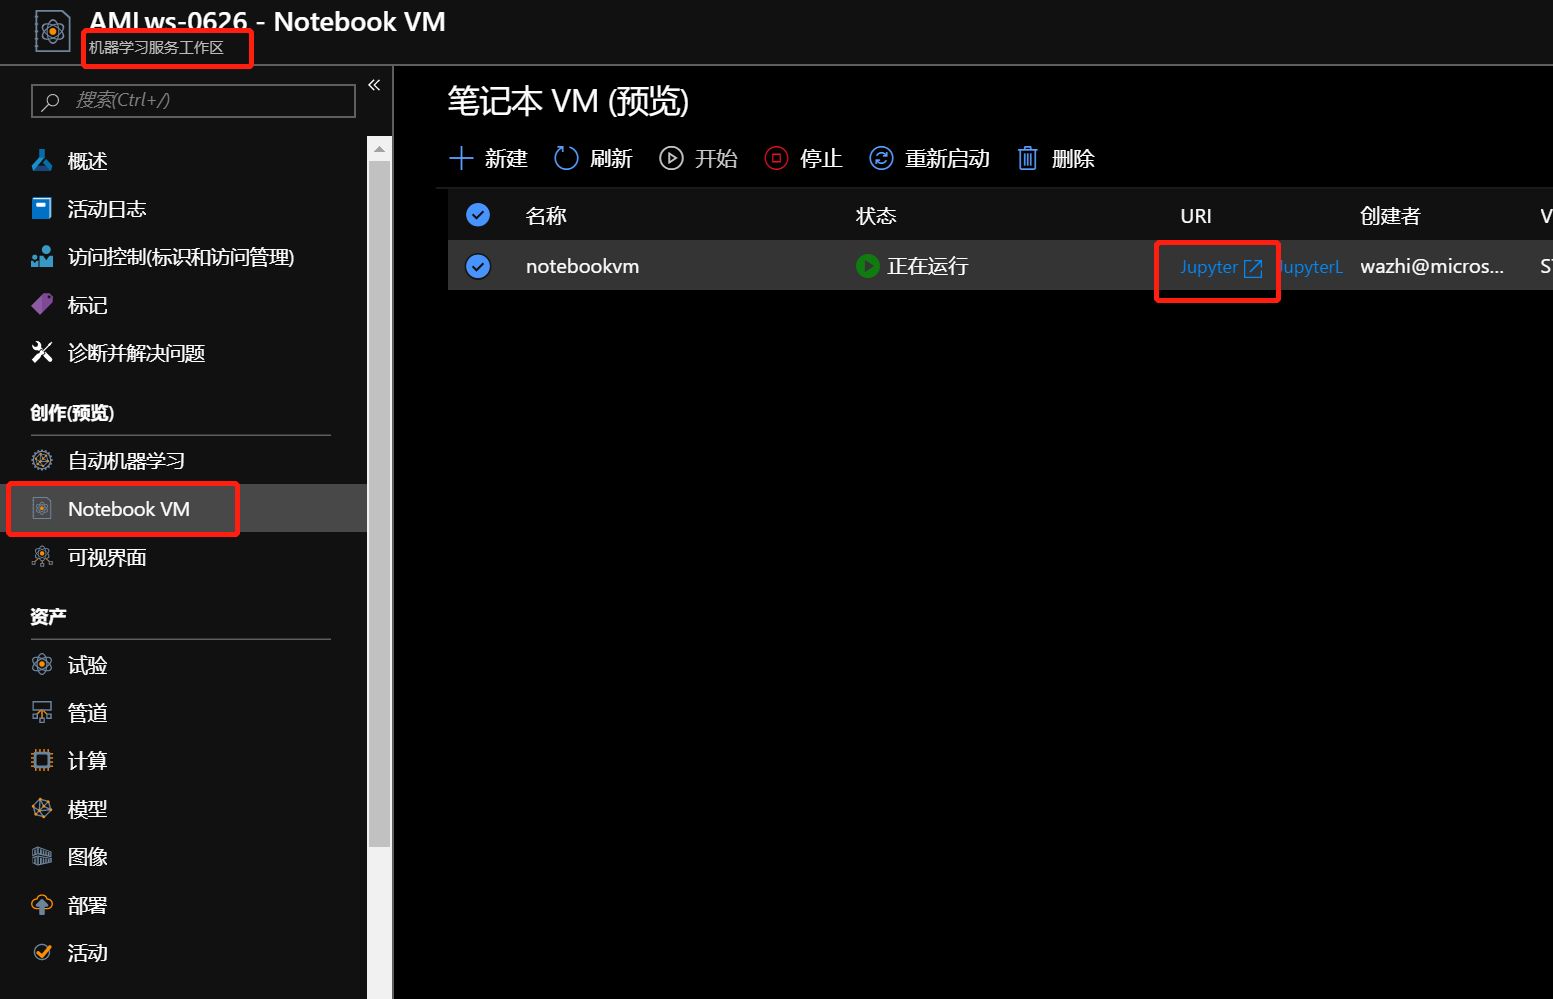 AMLws-0626 - Notebook VM
机器学习服务工作区
搜索(Ctrl+/)
概述
活动日志
访问控制(标识和访问管理)
标记
诊断并解决问题
创作(预览)
自动机器学习
Notebook VM
可视界面
资产
试验
管道
计算
模型
图像
部署
活动
笔记本 VM (预览)
新建 刷新 开始 停止 重新启动 删除
名称 状态 URI 创建者 V
notebookvm 正在运行 Jupyter JupyterL wazhi@micros... S